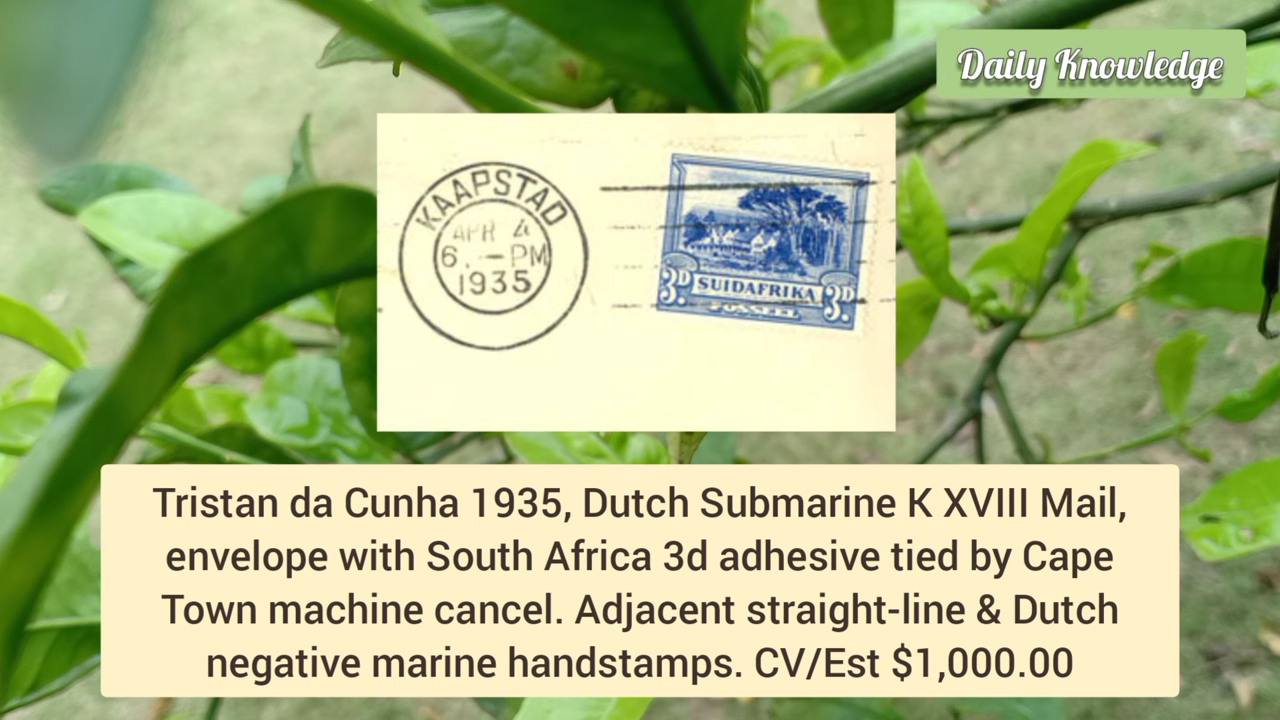 Daily Knowledge
KAAPSTAD
APR 4
6. - PM
1935
3D. SUIDAFRIKA 3D.
POSSEEL
Tristan da Cunha 1935, Dutch Submarine K XVIII Mail,
envelope with South Africa 3d adhesive tied by Cape
Town machine cancel. Adjacent straight-line & Dutch
negative marine handstamps. CV/Est $1,000.00